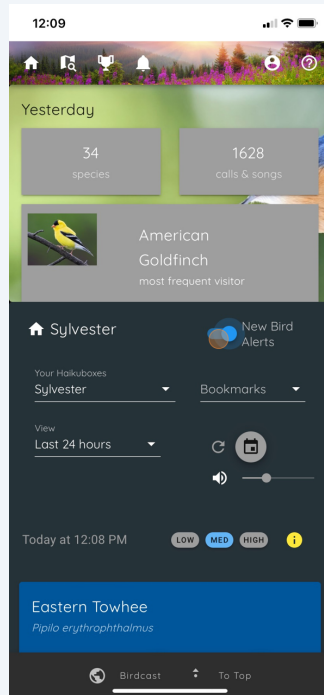 12:09
Yesterday
34
species
1628
calls & songs
American
Goldfinch
most frequent visitor
Sylvester
New Bird
Alerts
Your Haikuboxes
Sylvester
Bookmarks
View
Last 24 hours
Today at 12:08 PM
LOW
MED
HIGH
i
Eastern Towhee
Pipilo erythrophthalmus
Birdcast
To Top